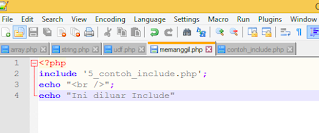 File Edit Search View Encoding Language Settings Macro Run Plugins Window
array.php string.php udf.php memanggil.php contoh_include.php
1 <?php
2 include '5_contoh_include.php';
3 echo "<br />";
4 echo "Ini diluar Include"